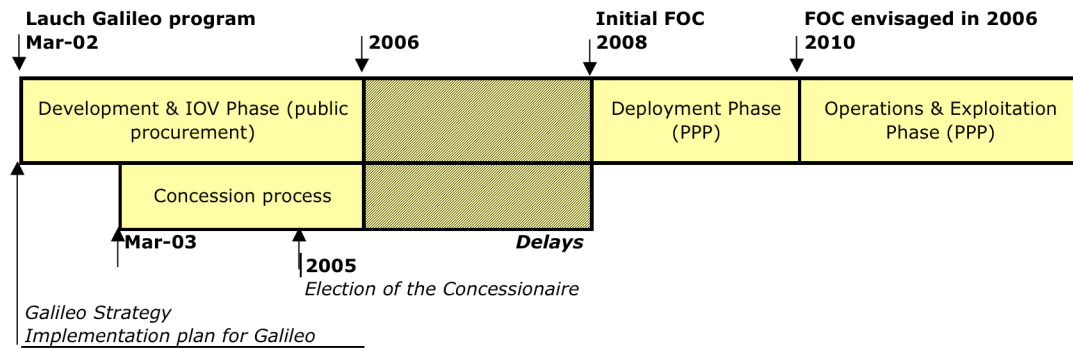 Lauch Galileo program
Mar-02
2006
Initial FOC
2008
FOC envisaged in 2006
2010
Development & IOV Phase (public
procurement)
Deployment Phase
(PPP)
Operations & Exploitation
Phase (PPP)
Concession process
Mar-03
Delays
2005
Election of the Concessionaire
Galileo Strategy
Implementation plan for Galileo